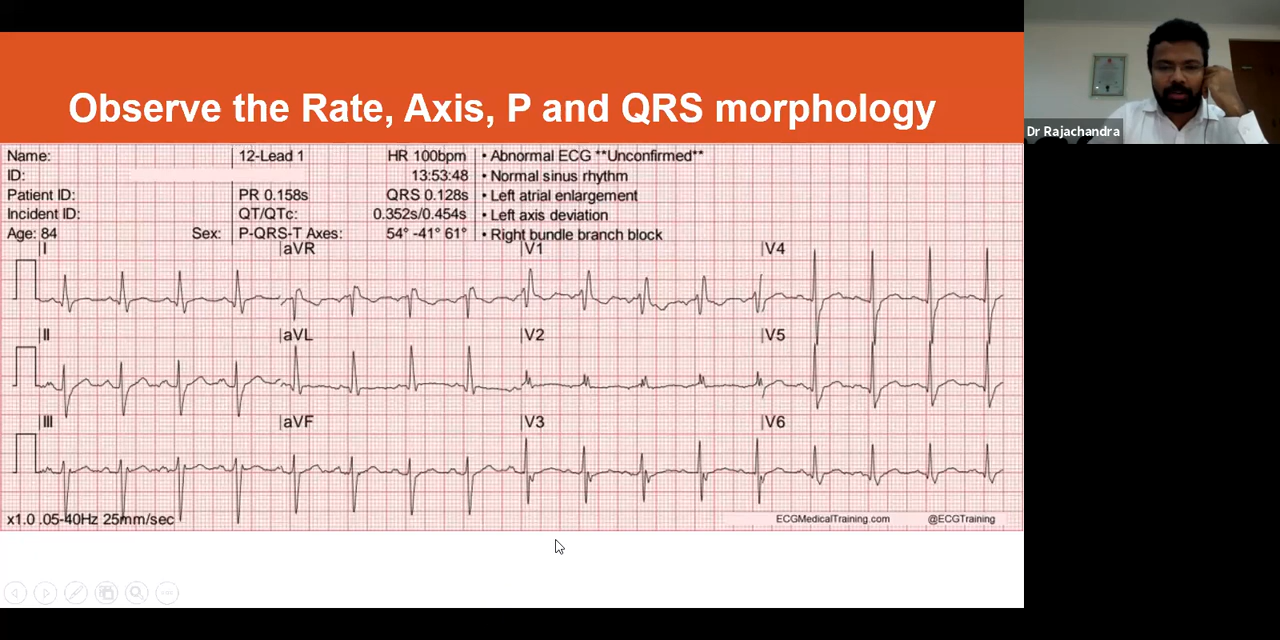 Observe the Rate, Axis, P and QRS morphology
Dr Rajachandra
Name: 12-Lead 1 HR 100bpm • Abnormal ECG **Unconfirmed**
ID: 13:53:48 • Normal sinus rhythm
Patient ID: PR 0.158s QRS 0.128s • Left atrial enlargement
Incident ID: QT/QTc: 0.352s/0.454s • Left axis deviation
Age: 84 Sex: P-QRS-T Axes: 54° -41° 61° • Right bundle branch block
I aVR V1 V4
II aVL V2 V5
III aVF V3 V6
x1.0 .05-40Hz 25mm/sec ECGMedicalTraining.com @ECGTraining